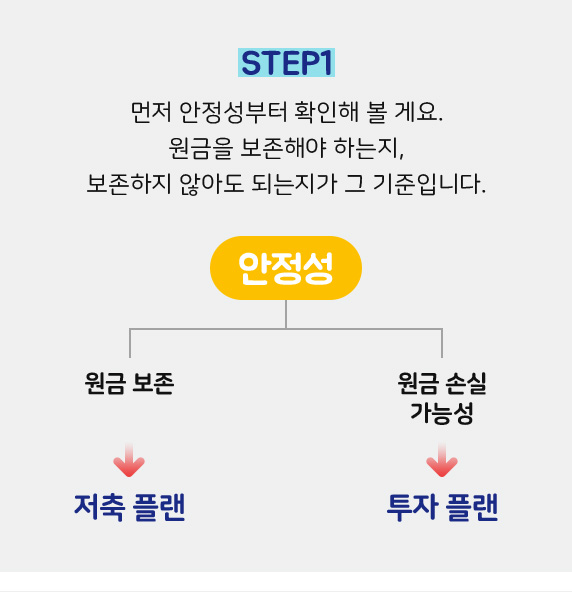 STEP1
먼저 안정성부터 확인해 볼 게요.
원금을 보존해야 하는지,
보존하지 않아도 되는지가 그 기준입니다.
안정성
원금 보존
원금 손실
가능성
저축 플랜
투자 플랜